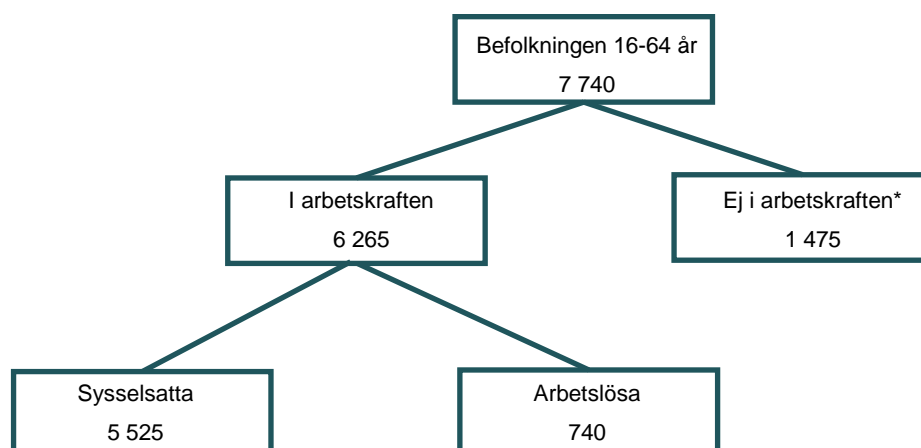 Befolkningen 16-64 år
7 740
I arbetskraften
6 265
Ej i arbetskraften*
1 475
Sysselsatta
5 525
Arbetslösa
740